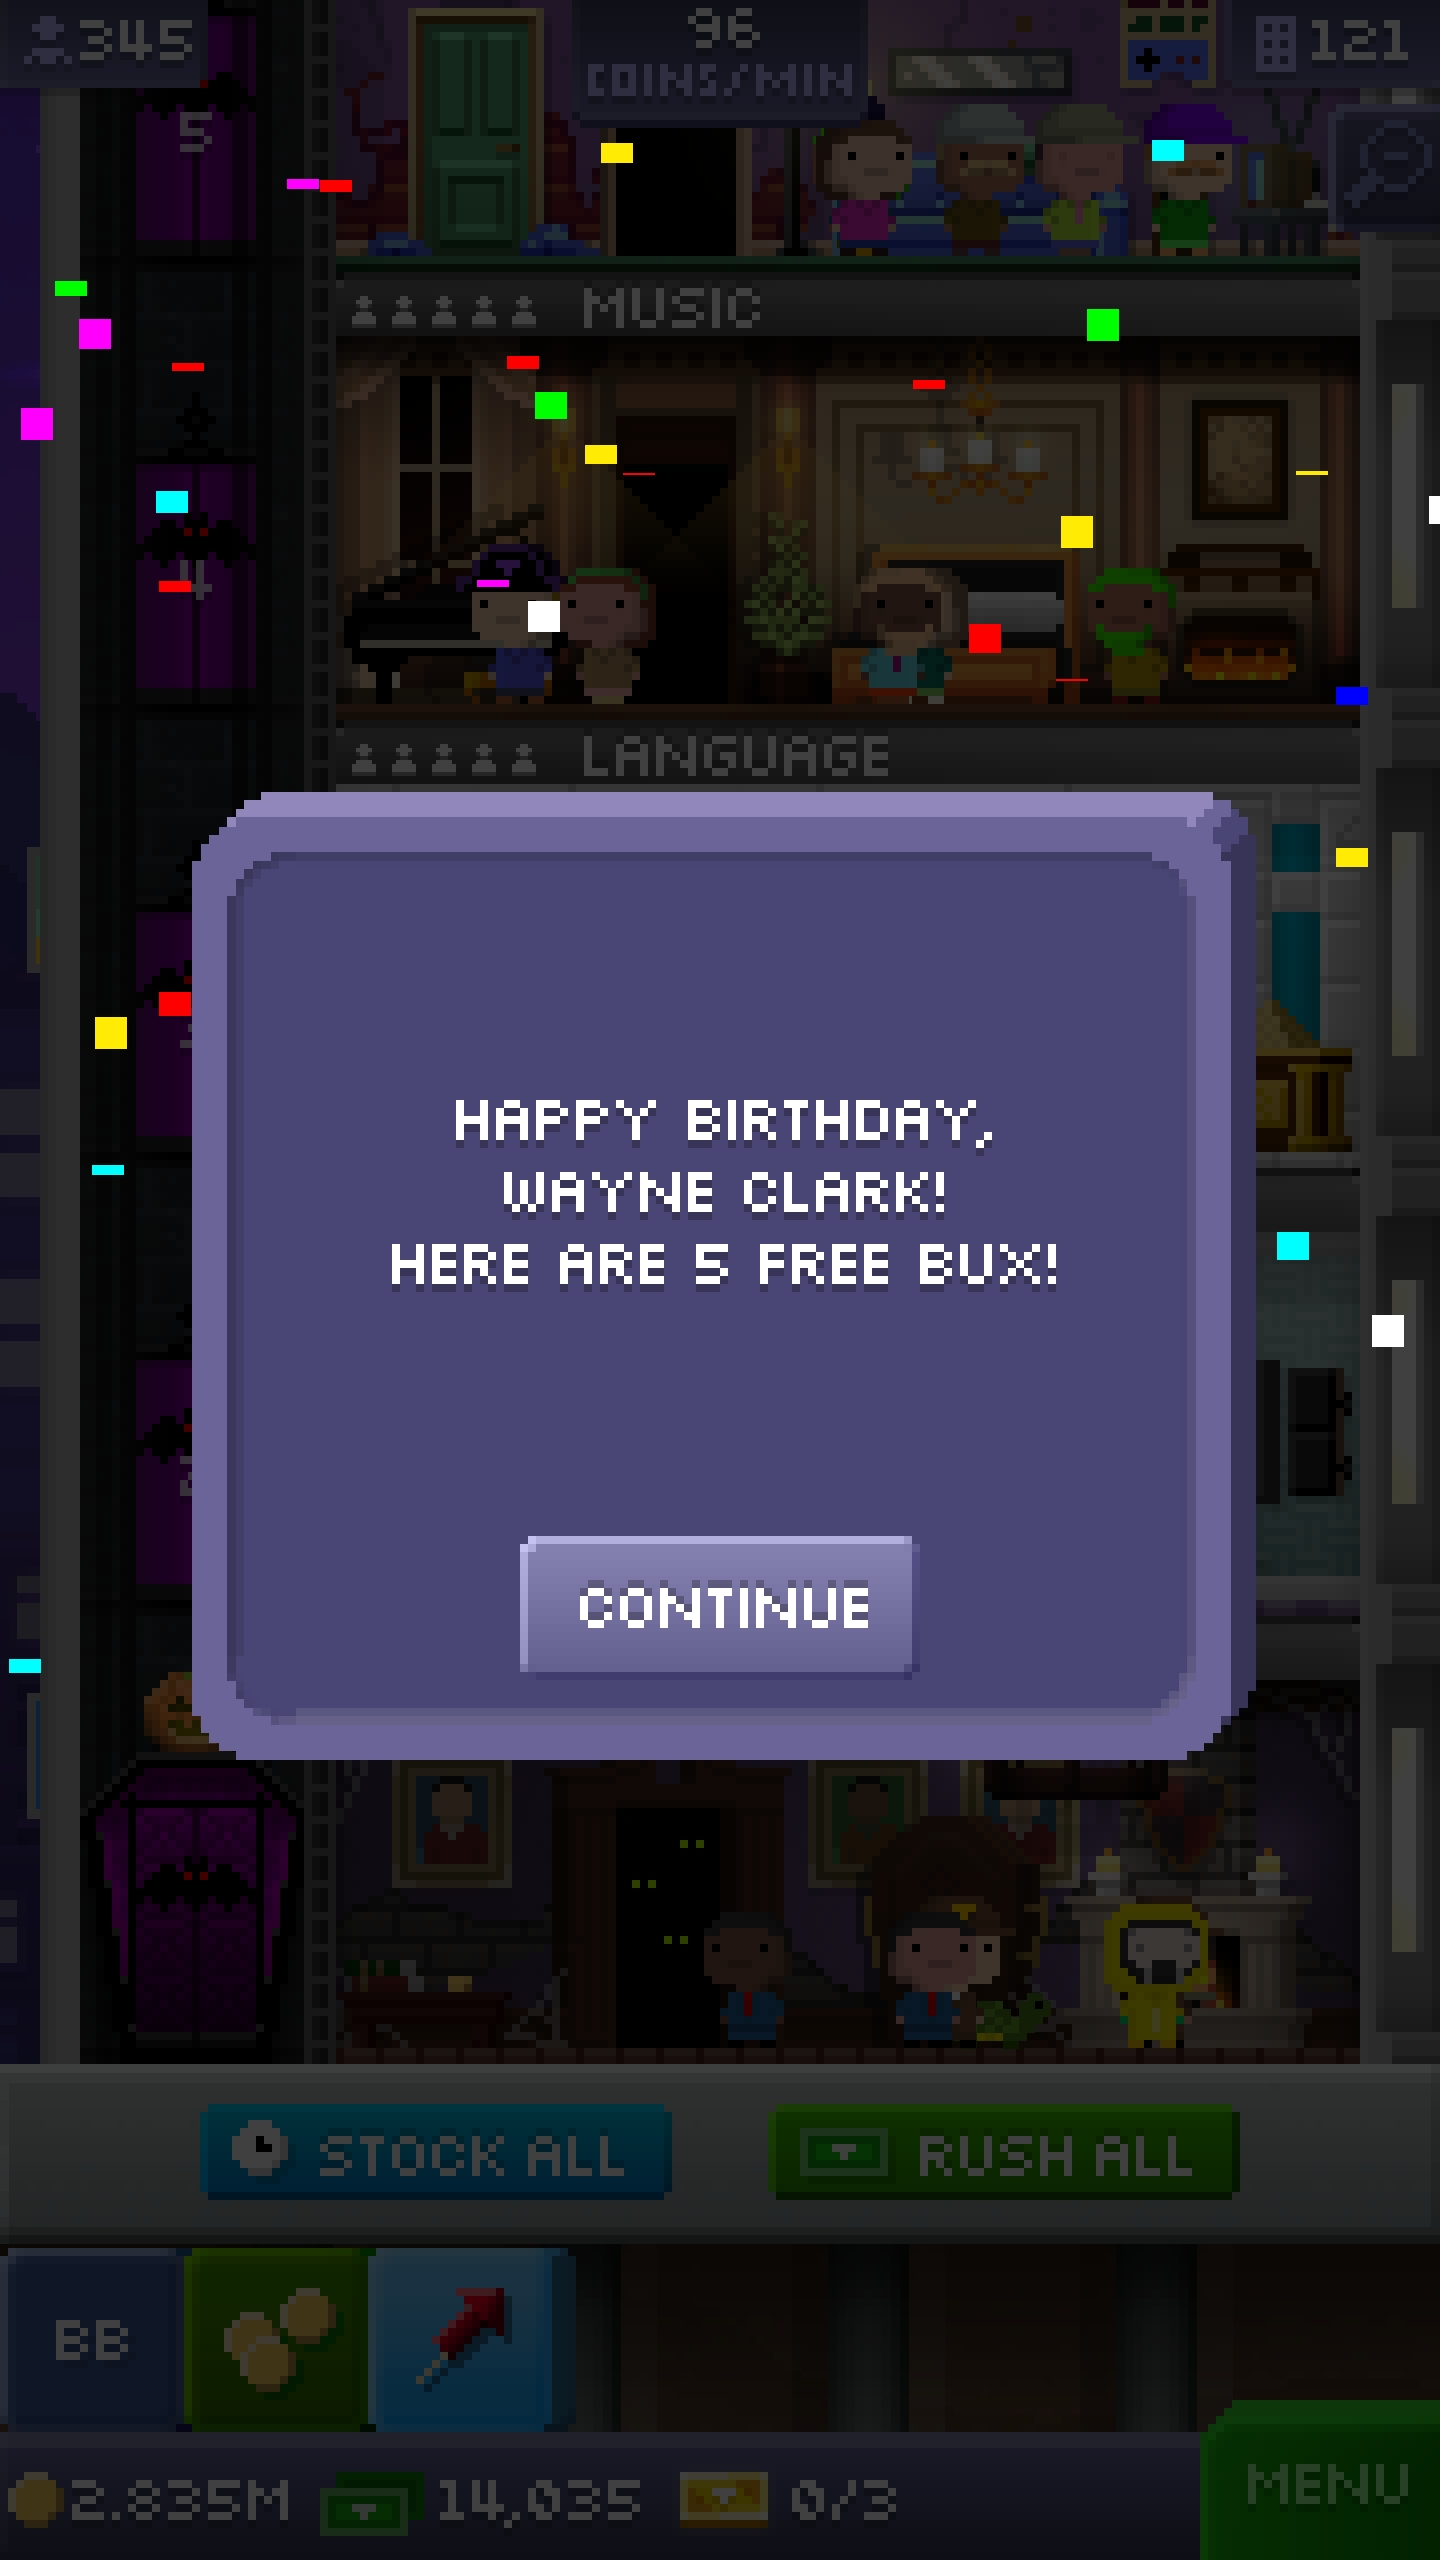 345
96
COINS/MIN
121
5
MUSIC
4
LANGUAGE
HAPPY BIRTHDAY,
WAYNE CLARK!
HERE ARE 5 FREE BUX!
CONTINUE
STOCK ALL
RUSH ALL
BB
2.835M
14,035
0/3
MENU